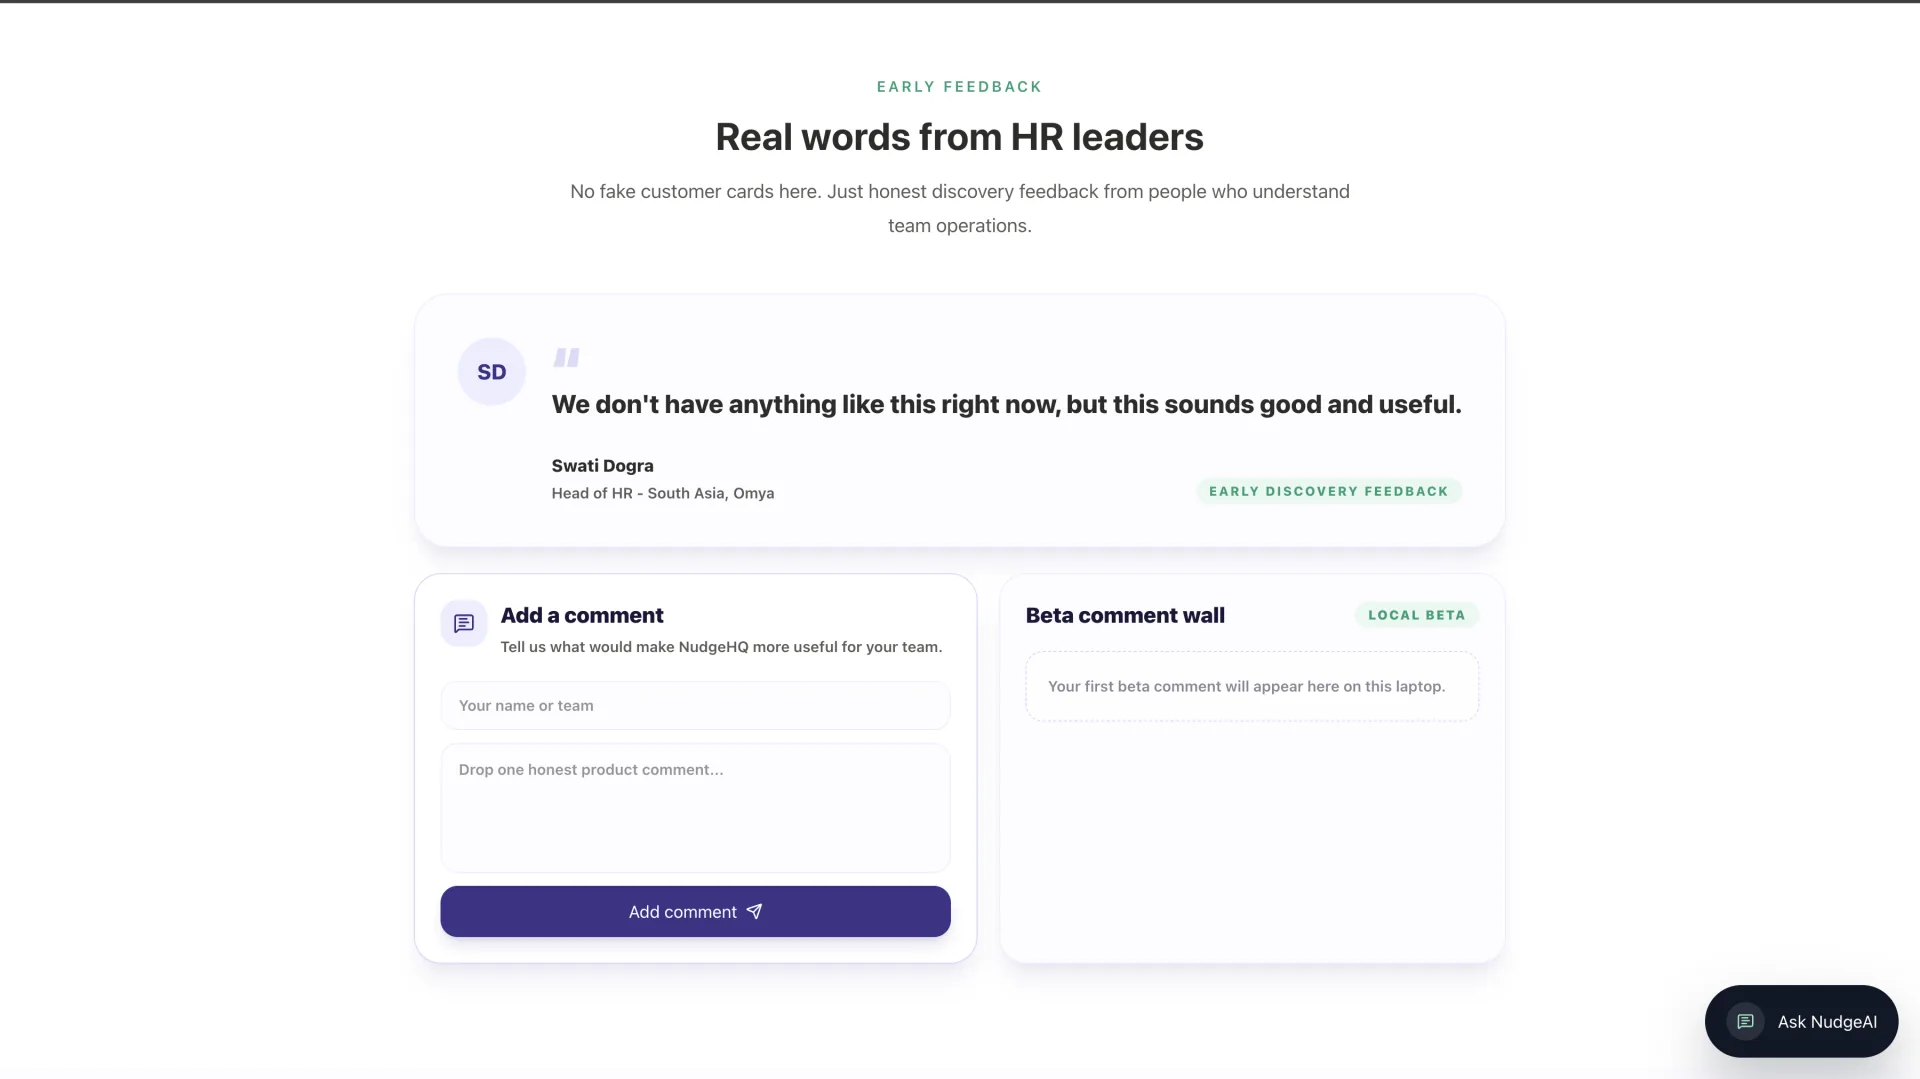 EARLY FEEDBACK
Real words from HR leaders
No fake customer cards here. Just honest discovery feedback from people who understand
team operations.
SD
"
We don't have anything like this right now, but this sounds good and useful.
Swati Dogra
Head of HR - South Asia, Omya
EARLY DISCOVERY FEEDBACK
Add a comment
Tell us what would make NudgeHQ more useful for your team.
Your name or team
Drop one honest product comment...
Add comment
Beta comment wall
LOCAL BETA
Your first beta comment will appear here on this laptop.
Ask NudgeAI